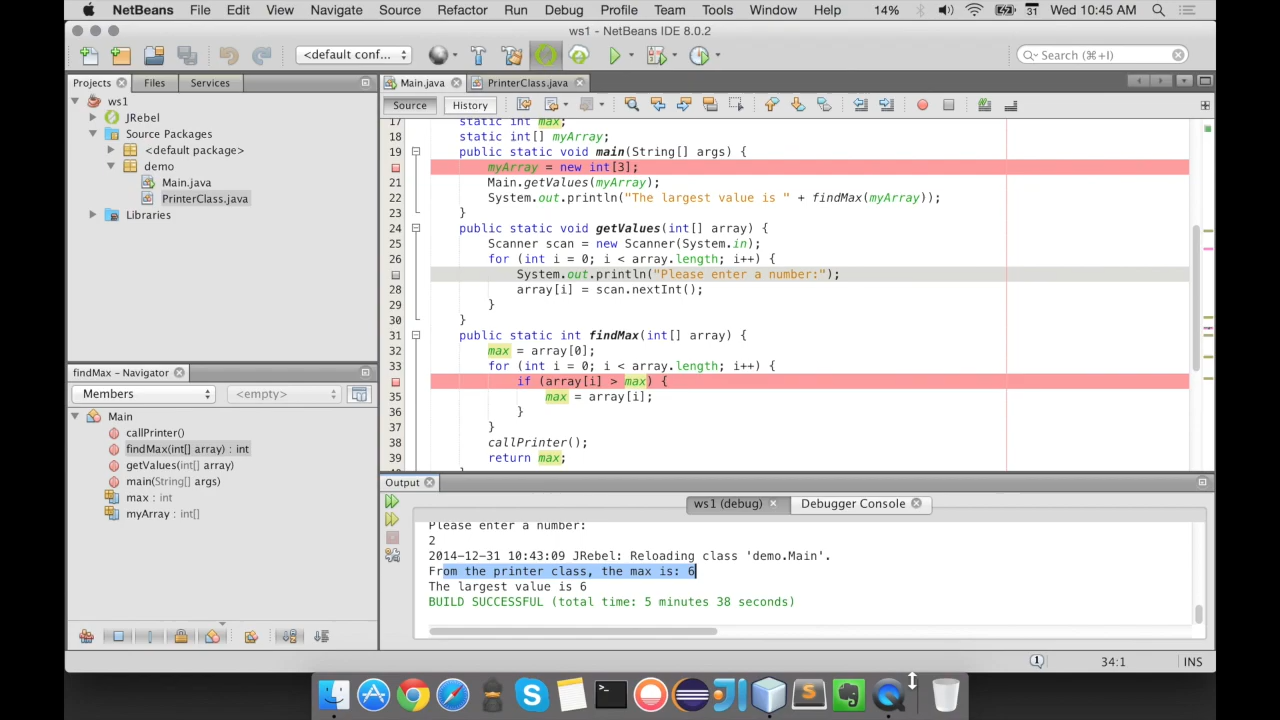 NetBeans File Edit View Navigate Source Refactor Run Debug Profile Team Tools Window Help 14% 31 Wed 10:45 AM
ws1 - NetBeans IDE 8.0.2
<default conf... Search (⌘+I)
Projects Files Services
ws1
JRebel
Source Packages
<default package>
demo
Main.java
PrinterClass.java
Libraries
findMax - Navigator
Members <empty>
Main
callPrinter()
findMax(int[] array) : int
getValues(int[] array)
main(String[] args)
max : int
myArray : int[]
Main.java PrinterClass.java
Source History
17 static int max;
18 static int[] myArray;
19 public static void main(String[] args) {
myArray = new int[3];
21 Main.getValues(myArray);
22 System.out.println("The largest value is " + findMax(myArray));
23 }
24 public static void getValues(int[] array) {
25 Scanner scan = new Scanner(System.in);
26 for (int i = 0; i < array.length; i++) {
System.out.println("Please enter a number:");
28 array[i] = scan.nextInt();
29 }
30 }
31 public static int findMax(int[] array) {
32 max = array[0];
33 for (int i = 0; i < array.length; i++) {
if (array[i] > max) {
35 max = array[i];
36 }
37 }
38 callPrinter();
39 return max;
Output
ws1 (debug) Debugger Console
Please enter a number:
2
2014-12-31 10:43:09 JRebel: Reloading class 'demo.Main'.
From the printer class, the max is: 6
The largest value is 6
BUILD SUCCESSFUL (total time: 5 minutes 38 seconds)
1 34:1 INS